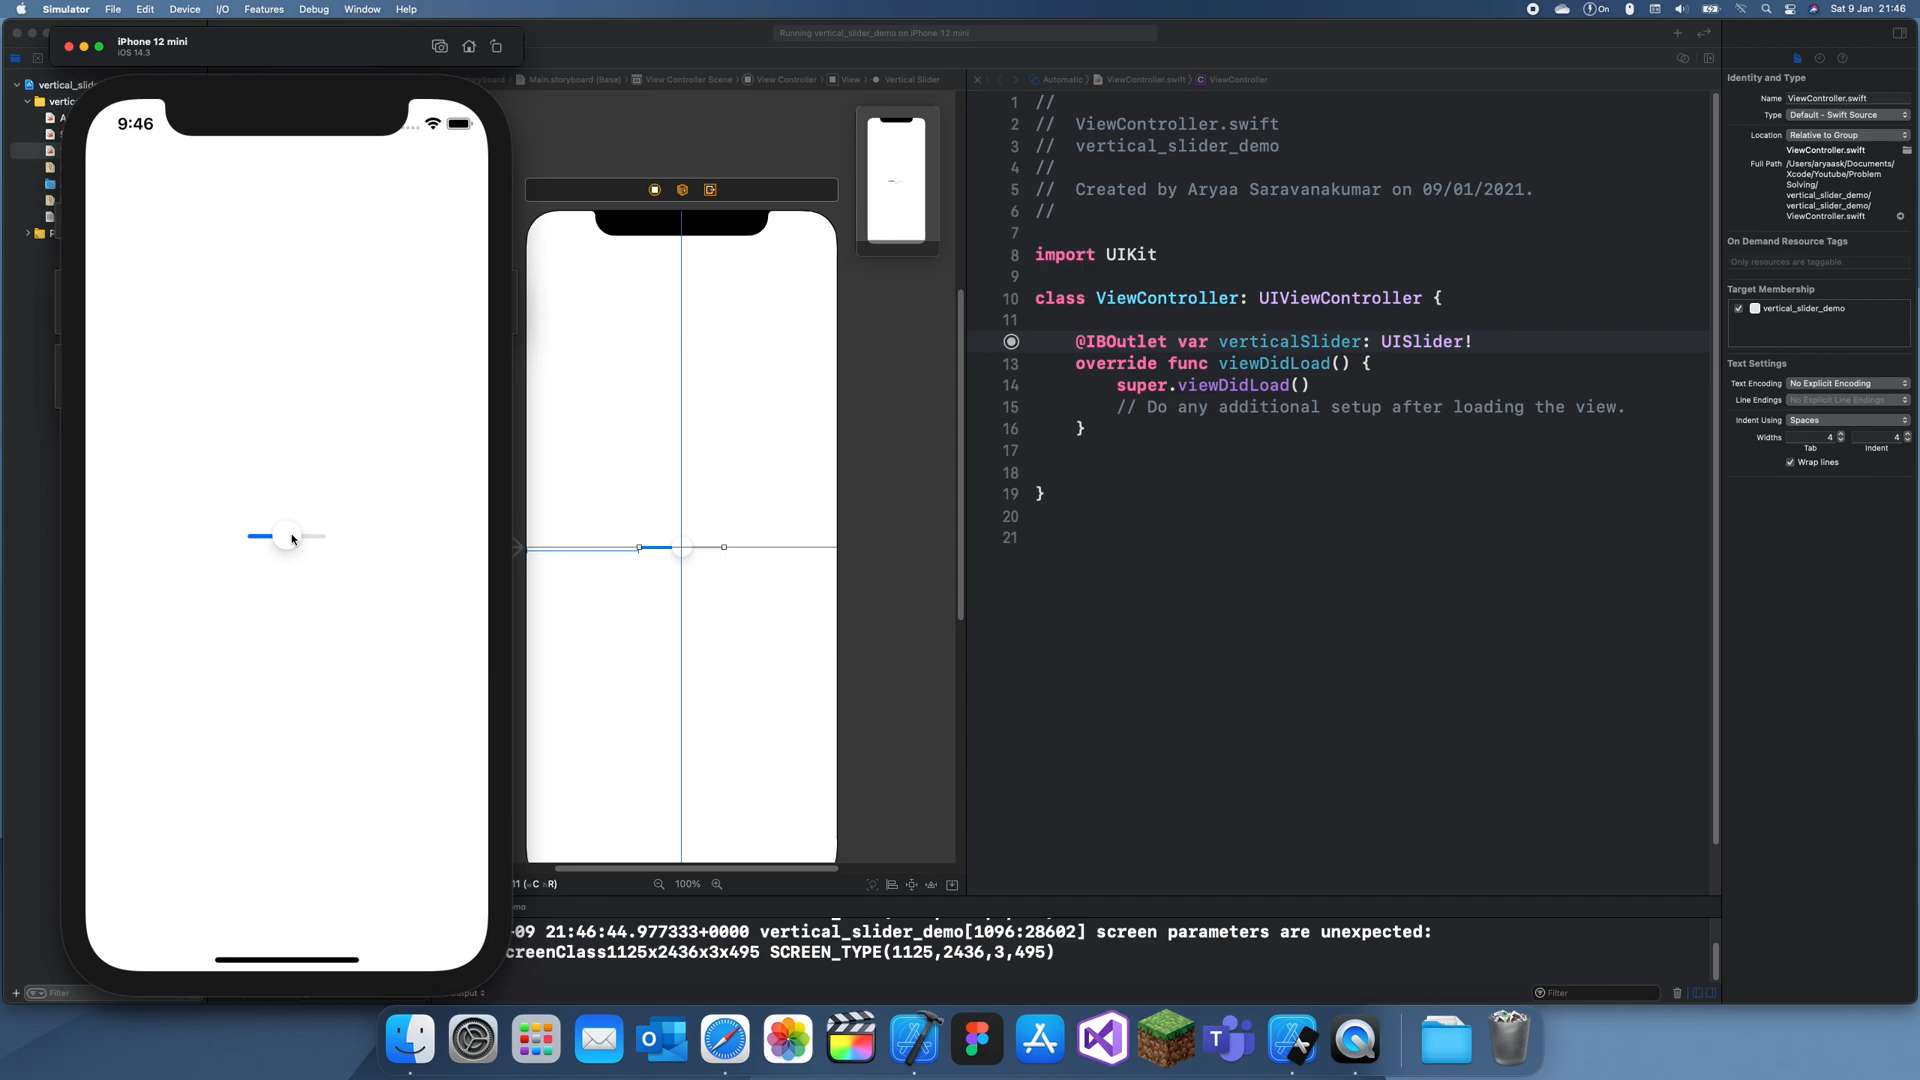 Simulator File Edit Device I/O Features Debug Window Help
On
Sat 9 Jan 21:46
iPhone 12 mini
iOS 14.3
Running vertical_slider_demo on iPhone 12 mini
Main.storyboard (Base) View Controller Scene View Controller View Vertical Slider
Automatic ViewController.swift ViewController
9:46
1 //
2 // ViewController.swift
3 // vertical_slider_demo
4 //
5 // Created by Aryaa Saravanakumar on 09/01/2021.
6 //
7
8 import UIKit
9
10 class ViewController: UIViewController {
11
@IBOutlet var verticalSlider: UISlider!
13 override func viewDidLoad() {
14 super.viewDidLoad()
15 // Do any additional setup after loading the view.
16 }
17
18
19 }
20
21
Identity and Type
Name ViewController.swift
Type Default - Swift Source
Location Relative to Group
ViewController.swift
Full Path /Users/aryaask/Documents/
Xcode/Youtube/Problem
Solving/
vertical_slider_demo/
vertical_slider_demo/
ViewController.swift
On Demand Resource Tags
Only resources are taggable
Target Membership
vertical_slider_demo
Text Settings
Text Encoding No Explicit Encoding
Line Endings No Explicit Line Endings
Indent Using Spaces
Widths 4 4
Tab Indent
Wrap lines
100%
-09 21:46:44.977333+0000 vertical_slider_demo[1096:28602] screen parameters are unexpected:
creenClass1125x2436x3x495 SCREEN_TYPE(1125,2436,3,495)
Filter
Filter